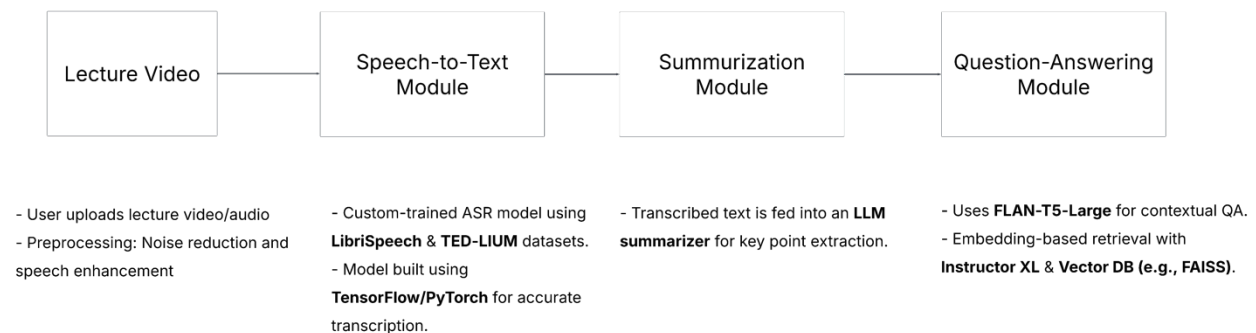 Lecture Video
Speech-to-Text
Module
Summurization
Module
Question-Answering
Module
- User uploads lecture video/audio
- Preprocessing: Noise reduction and
speech enhancement
- Custom-trained ASR model using
LibriSpeech & TED-LIUM datasets.
- Model built using
TensorFlow/PyTorch for accurate
transcription.
- Transcribed text is fed into an LLM
summarizer for key point extraction.
- Uses FLAN-T5-Large for contextual QA.
- Embedding-based retrieval with
Instructor XL & Vector DB (e.g., FAISS).